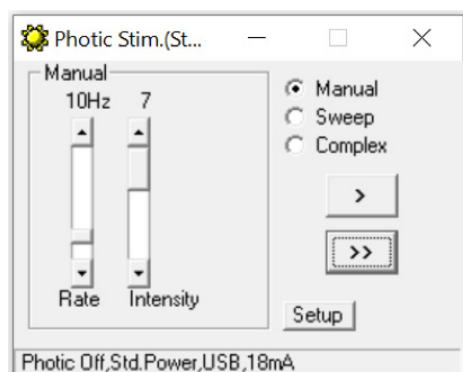 Photic Stim.(St...
Manual
10Hz 7
Rate Intensity
Manual
Sweep
Complex
>
>>
Setup
Photic Off,Std.Power,USB,18mA